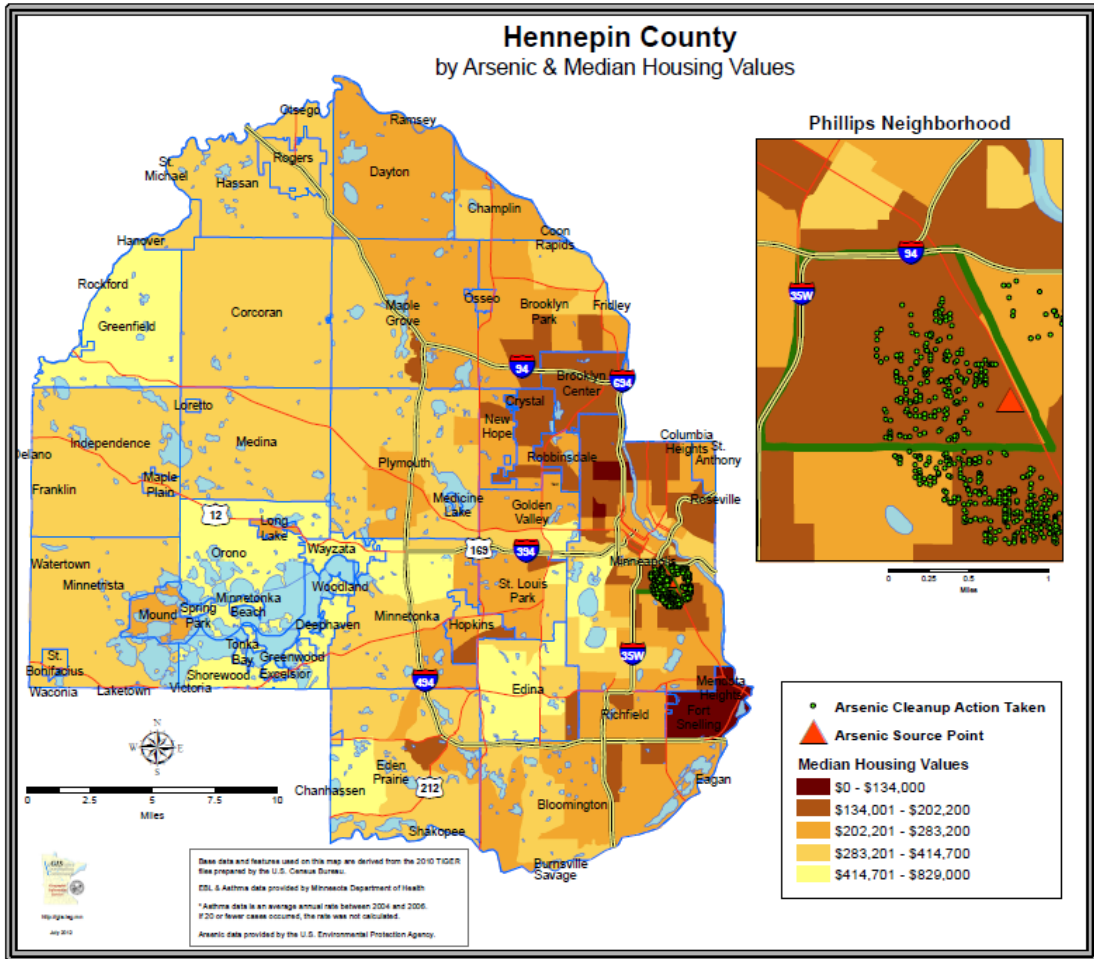 Hennepin County
by Arsenic & Median Housing Values
Phillips Neighborhood
94
35W
0 0.25 0.5 1
Miles
Otsego
Ramsey
Rogers
St. Michael
Hassan
Dayton
Champlin
Hanover
Coon Rapids
Rockford
Greenfield
Corcoran
Maple Grove
Osseo
Brooklyn Park
Fridley
94
694
Brooklyn Center
Loretto
Crystal
New Hope
Robbinsdale
Columbia Heights
St. Anthony
Independence
Medina
Plymouth
Delano
Franklin
Maple Plain
Medicine Lake
Golden Valley
Roseville
12
Long Lake
Orono
Wayzata
169
394
Minneapolis
Watertown
Minnetrista
Woodland
St. Louis Park
Minnetonka Beach
Spring Park
Mound
Deephaven
Minnetonka
Hopkins
Tonka Bay
Greenwood
Excelsior
35W
St. Bonifacius
Shorewood
Victoria
Waconia
Laketown
494
Edina
Mendota Heights
Richfield
Fort Snelling
Eden Prairie
212
Chanhassen
Eagan
Bloomington
Shakopee
Burnsville
Savage
N
W E
S
0 2.5 5 7.5 10
Miles
Arsenic Cleanup Action Taken
Arsenic Source Point
Median Housing Values
$0 - $134,000
$134,001 - $202,200
$202,201 - $283,200
$283,201 - $414,700
$414,701 - $829,000
Base data and features used on this map are derived from the 2010 TIGER
files prepared by the U.S. Census Bureau.
EBL & Asthma data provided by Minnesota Department of Health
* Asthma data is an average annual rate between 2004 and 2006.
If 20 or fewer cases occurred, the rate was not calculated.
Arsenic data provided by the U.S. Environmental Protection Agency.
GIS